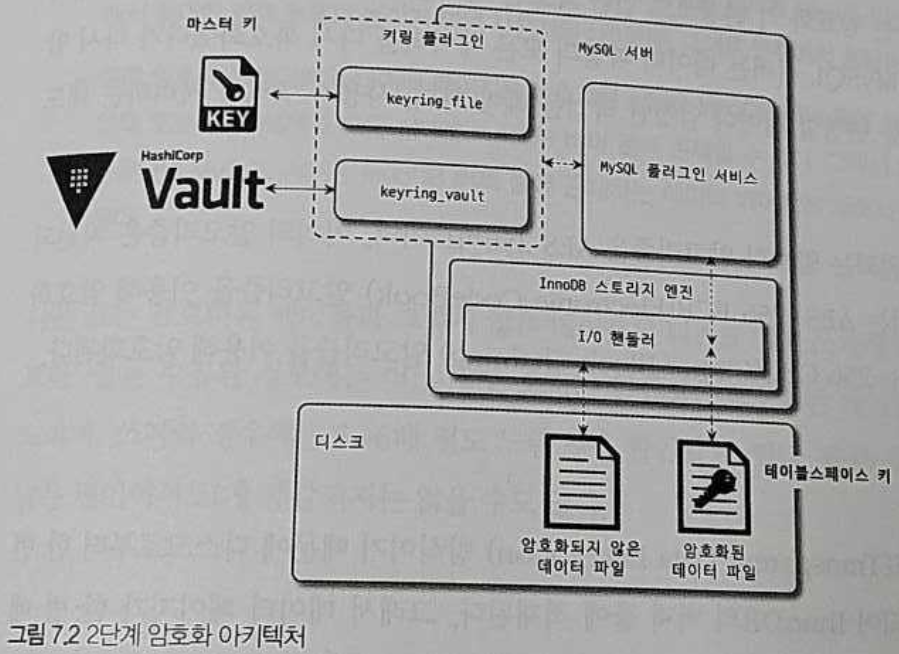 마스터 키
KEY
HashiCorp
Vault
키링 플러그인
keyring_file
keyring_vault
MySQL 서버
MySQL 플러그인 서비스
InnoDB 스토리지 엔진
I/O 핸들러
디스크
암호화되지 않은
데이터 파일
암호화된
데이터 파일
테이블스페이스 키
그림 7.2 2단계 암호화 아키텍처